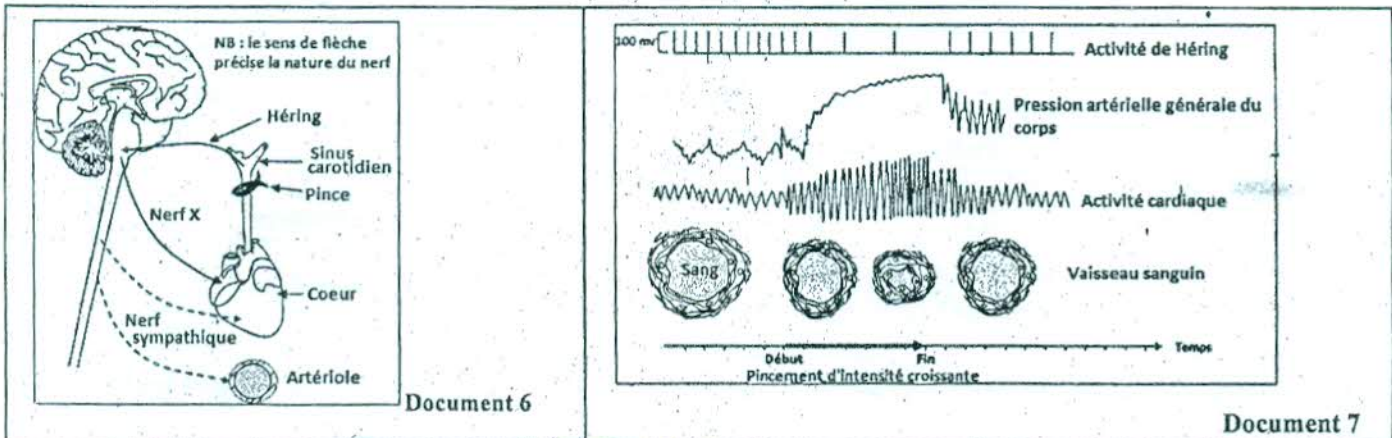 NB : le sens de flèche
précise la nature du nerf
Héring
Sinus
carotidien
Pince
Nerf X
Coeur
Nerf
sympathique
Artériole
Document 6
100 mv
Activité de Héring
Pression artérielle générale du
corps
Activité cardiaque
Sang
Vaisseau sanguin
Début
Fin
Temps
Pincement d'intensité croissante
Document 7